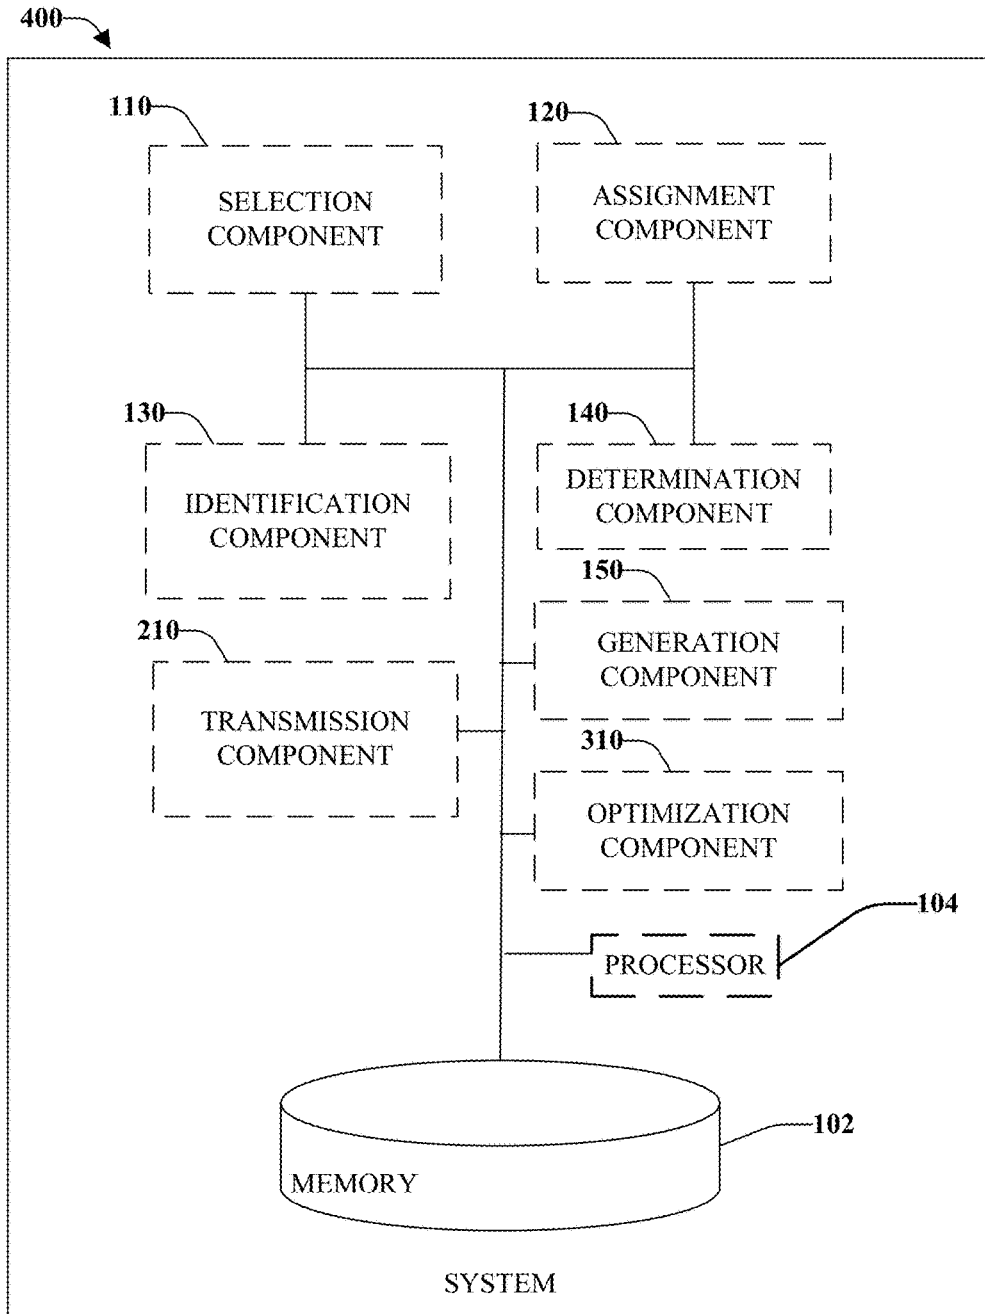 400
110
SELECTION
COMPONENT
120
ASSIGNMENT
COMPONENT
130
IDENTIFICATION
COMPONENT
140
DETERMINATION
COMPONENT
150
GENERATION
COMPONENT
210
TRANSMISSION
COMPONENT
310
OPTIMIZATION
COMPONENT
104
PROCESSOR
102
MEMORY
SYSTEM